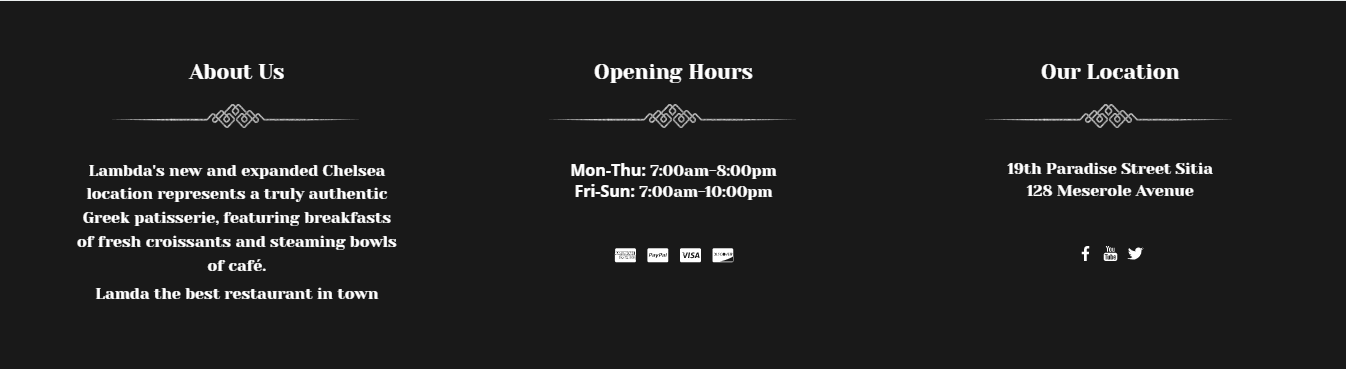 About Us
Lambda's new and expanded Chelsea
location represents a truly authentic
Greek patisserie, featuring breakfasts
of fresh croissants and steaming bowls
of café.
Lamda the best restaurant in town
Opening Hours
Mon-Thu: 7:00am-8:00pm
Fri-Sun: 7:00am-10:00pm
PayPal
VISA
DISCOVER
Our Location
19th Paradise Street Sitia
128 Meserole Avenue
You
Tube